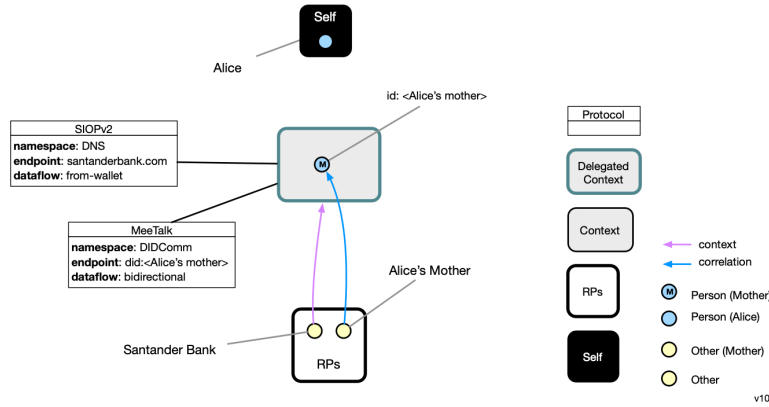 Self
Alice
id: <Alice's mother>
SIOPv2
namespace: DNS
endpoint: santanderbank.com
dataflow: from-wallet
M
MeeTalk
namespace: DIDComm
endpoint: did:<Alice's mother>
dataflow: bidirectional
Alice's Mother
Santander Bank
RPs
Protocol
Delegated
Context
Context
context
correlation
RPs
M
Person (Mother)
Person (Alice)
Self
Other (Mother)
Other
v10